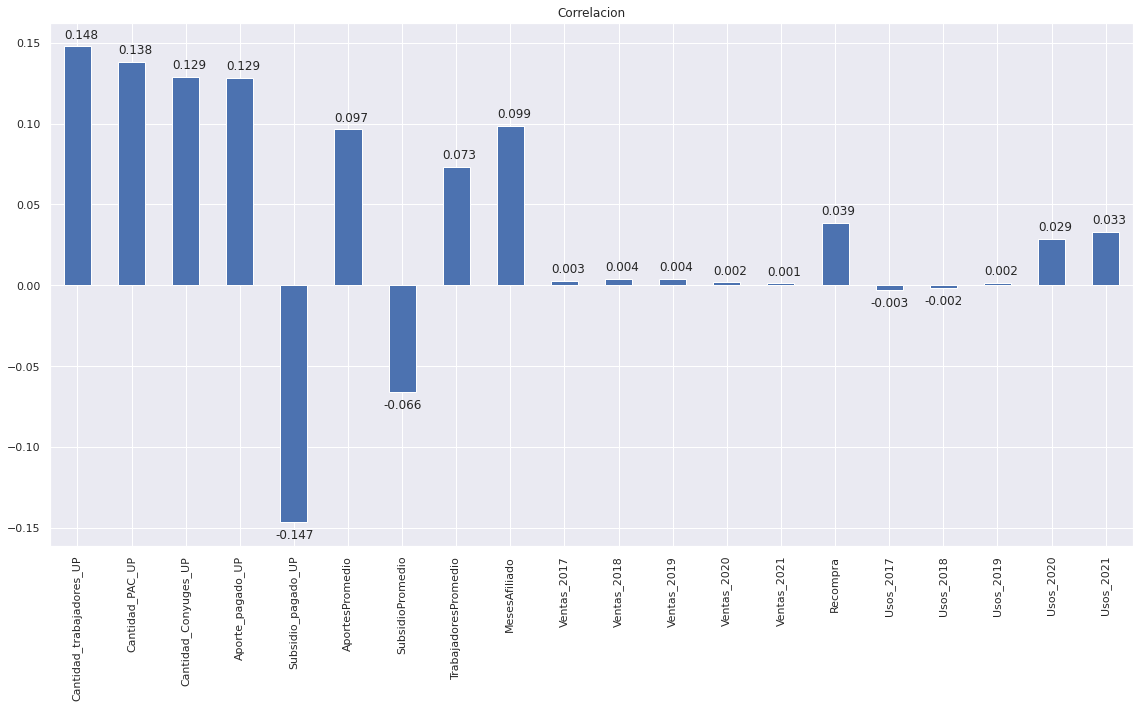 Correlacion
0.15
0.10
0.05
0.00
−0.05
−0.10
−0.15
0.148
0.138
0.129
0.129
-0.147
0.097
-0.066
0.073
0.099
0.003
0.004
0.004
0.002
0.001
0.039
-0.003
-0.002
0.002
0.029
0.033
Cantidad_trabajadores_UP
Cantidad_PAC_UP
Cantidad_Conyuges_UP
Aporte_pagado_UP
Subsidio_pagado_UP
AportesPromedio
SubsidioPromedio
TrabajadoresPromedio
MesesAfiliado
Ventas_2017
Ventas_2018
Ventas_2019
Ventas_2020
Ventas_2021
Recompra
Usos_2017
Usos_2018
Usos_2019
Usos_2020
Usos_2021